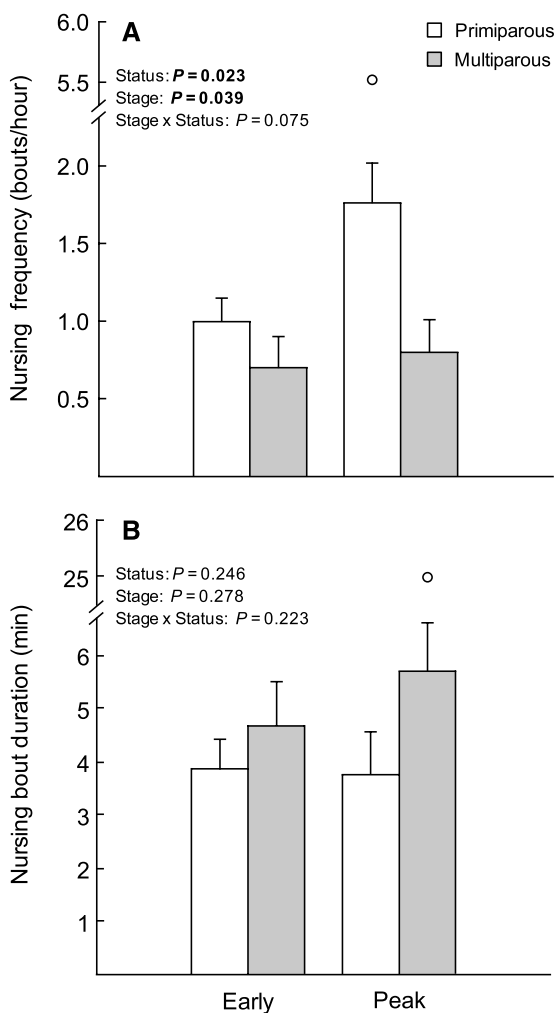 6.0
A
Primiparous
Multiparous
5.5
Status: P = 0.023
Stage: P = 0.039
Stage x Status: P = 0.075
2.0
1.5
1.0
0.5
Nursing frequency (bouts/hour)
26
B
25
Status: P = 0.246
Stage: P = 0.278
Stage x Status: P = 0.223
6
5
4
3
2
1
Nursing bout duration (min)
Early Peak